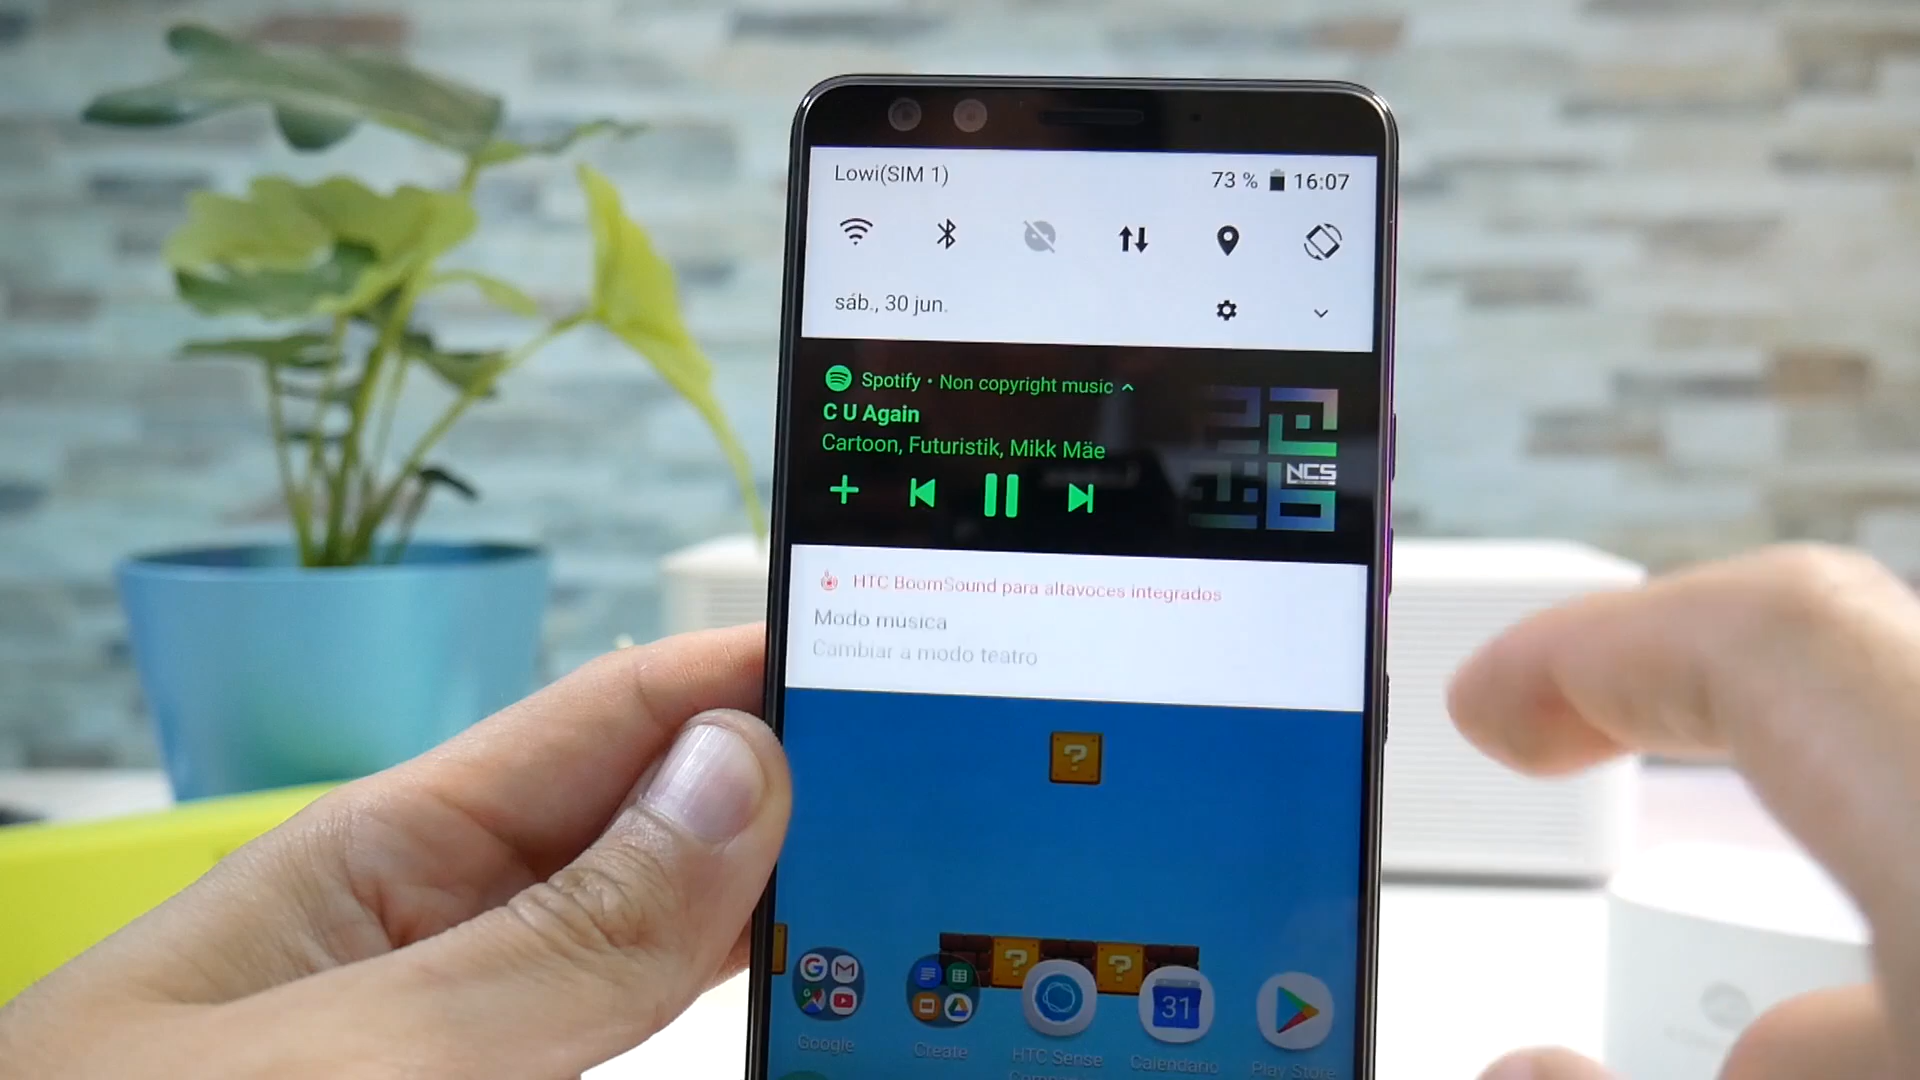 Lowi(SIM 1)
73 % 16:07
sáb., 30 jun.
Spotify • Non copyright music
C U Again
Cartoon, Futuristik, Mikk Mäe
NCS
HTC BoomSound para altavoces integrados
Modo música
Cambiar a modo teatro
?
? ?
G
31
Google
Create
HTC Sense
Calendario
Play Store